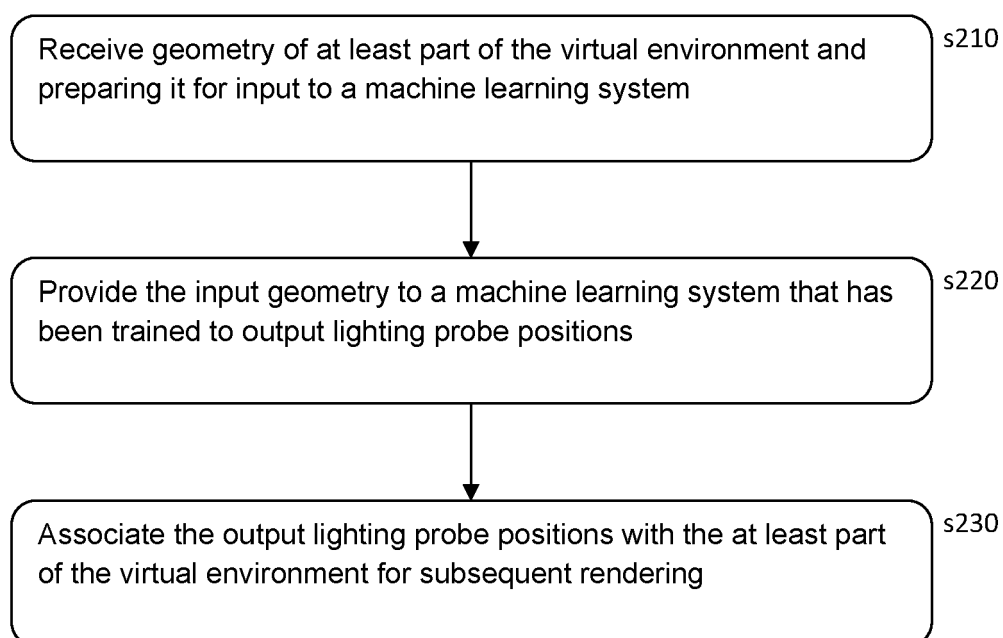 Receive geometry of at least part of the virtual environment and
preparing it for input to a machine learning system
s210
Provide the input geometry to a machine learning system that has
been trained to output lighting probe positions
s220
Associate the output lighting probe positions with the at least part
of the virtual environment for subsequent rendering
s230